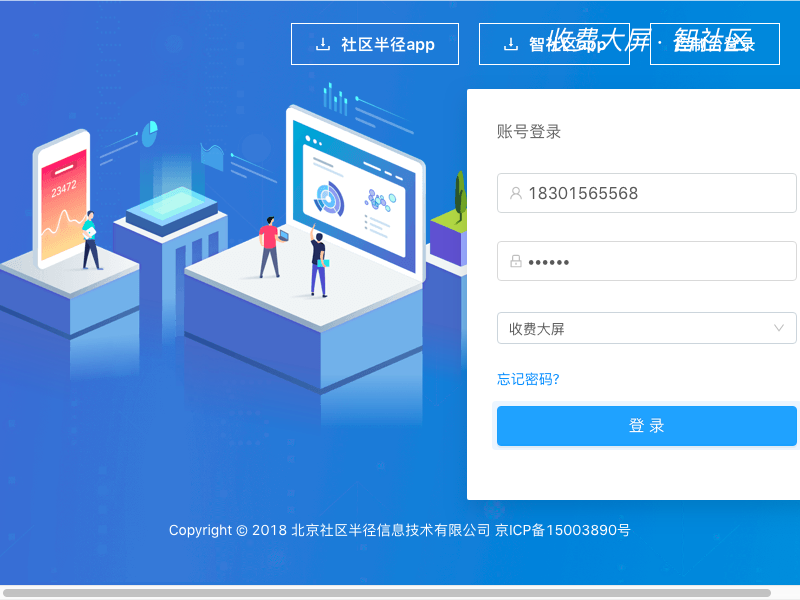 社区半径app
智社区app
控制台登录
收费大屏 · 智社区
账号登录
23472
18301565568
••••••
收费大屏
忘记密码?
登 录
Copyright © 2018 北京社区半径信息技术有限公司 京ICP备15003890号